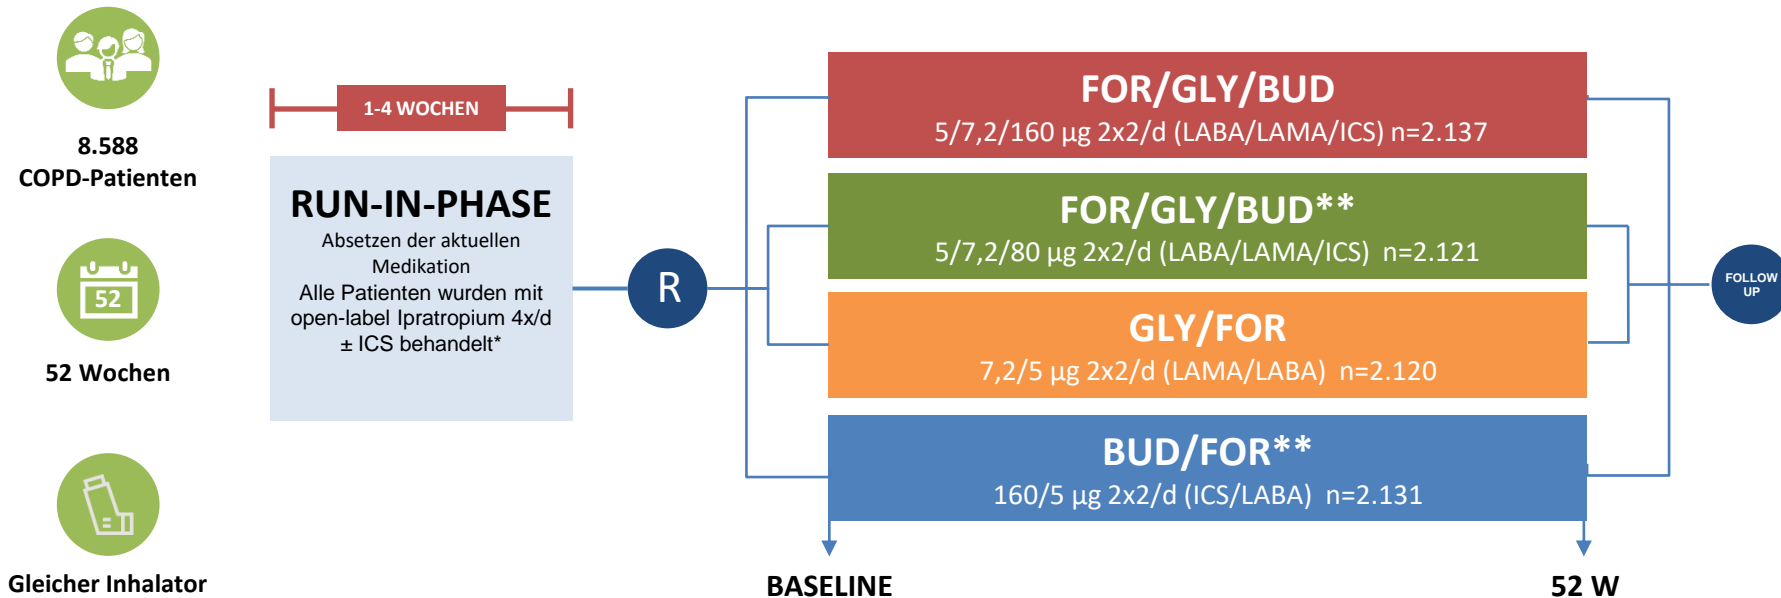 8.588
COPD-Patienten
52
52 Wochen
Gleicher Inhalator
1-4 WOCHEN
RUN-IN-PHASE
Absetzen der aktuellen
Medikation
Alle Patienten wurden mit
open-label Ipratropium 4x/d
± ICS behandelt*
R
FOR/GLY/BUD
5/7,2/160 µg 2x2/d (LABA/LAMA/ICS) n=2.137
FOR/GLY/BUD**
5/7,2/80 µg 2x2/d (LABA/LAMA/ICS) n=2.121
GLY/FOR
7,2/5 µg 2x2/d (LAMA/LABA) n=2.120
BUD/FOR**
160/5 µg 2x2/d (ICS/LABA) n=2.131
FOLLOW
UP
BASELINE
52 W